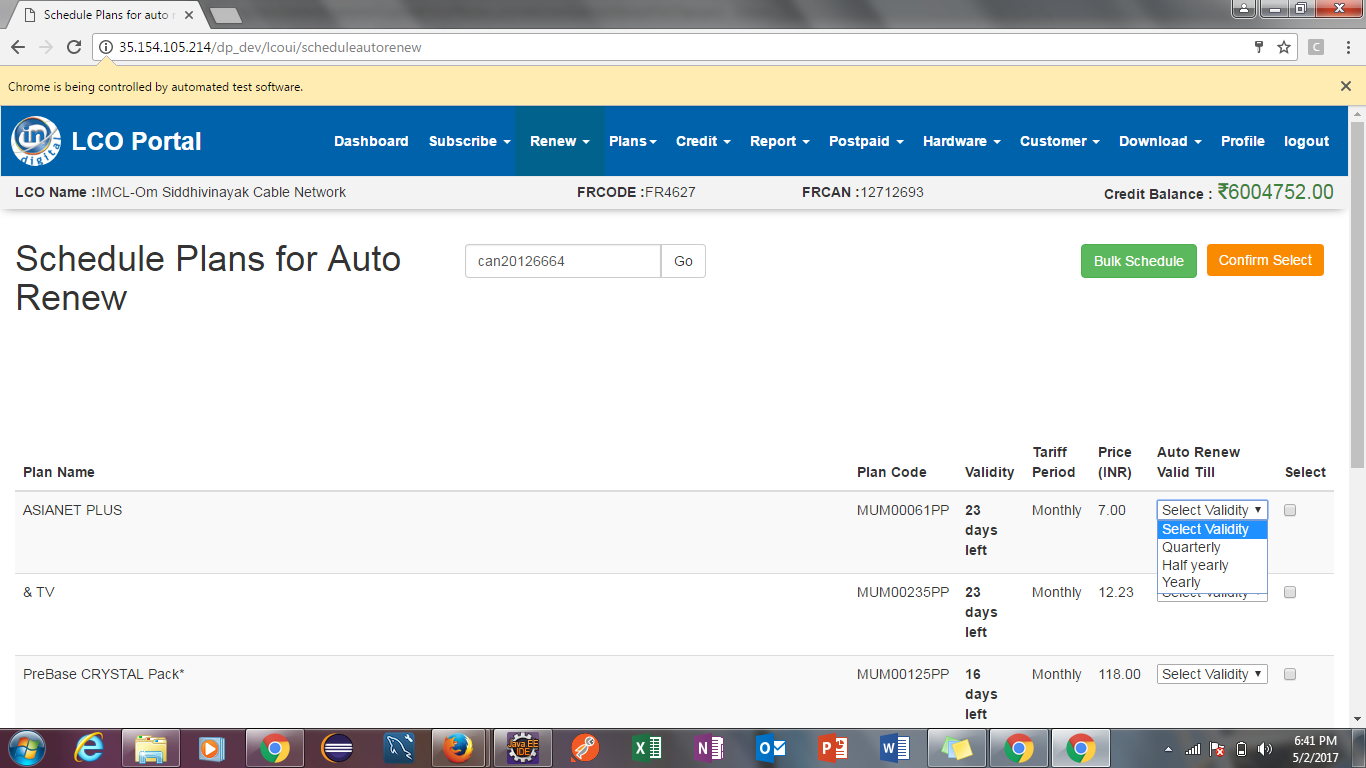 Schedule Plans for auto r
35.154.105.214/dp_dev/lcoui/scheduleautorenew
C
Chrome is being controlled by automated test software.
in digital LCO Portal Dashboard Subscribe Renew Plans Credit Report Postpaid Hardware Customer Download Profile logout
LCO Name :IMCL-Om Siddhivinayak Cable Network FRCODE :FR4627 FRCAN :12712693 Credit Balance : ₹6004752.00
Schedule Plans for Auto
Renew
can20126664 Go Bulk Schedule Confirm Select
Plan Name Plan Code Validity Tariff Period Price (INR) Auto Renew Valid Till Select
ASIANET PLUS MUM00061PP 23 days left Monthly 7.00 Select Validity
Select Validity
Quarterly
Half yearly
Yearly
& TV MUM00235PP 23 days left Monthly 12.23 Select Validity
PreBase CRYSTAL Pack* MUM00125PP 16 days left Monthly 118.00 Select Validity
Java EE IDE
6:41 PM
5/2/2017